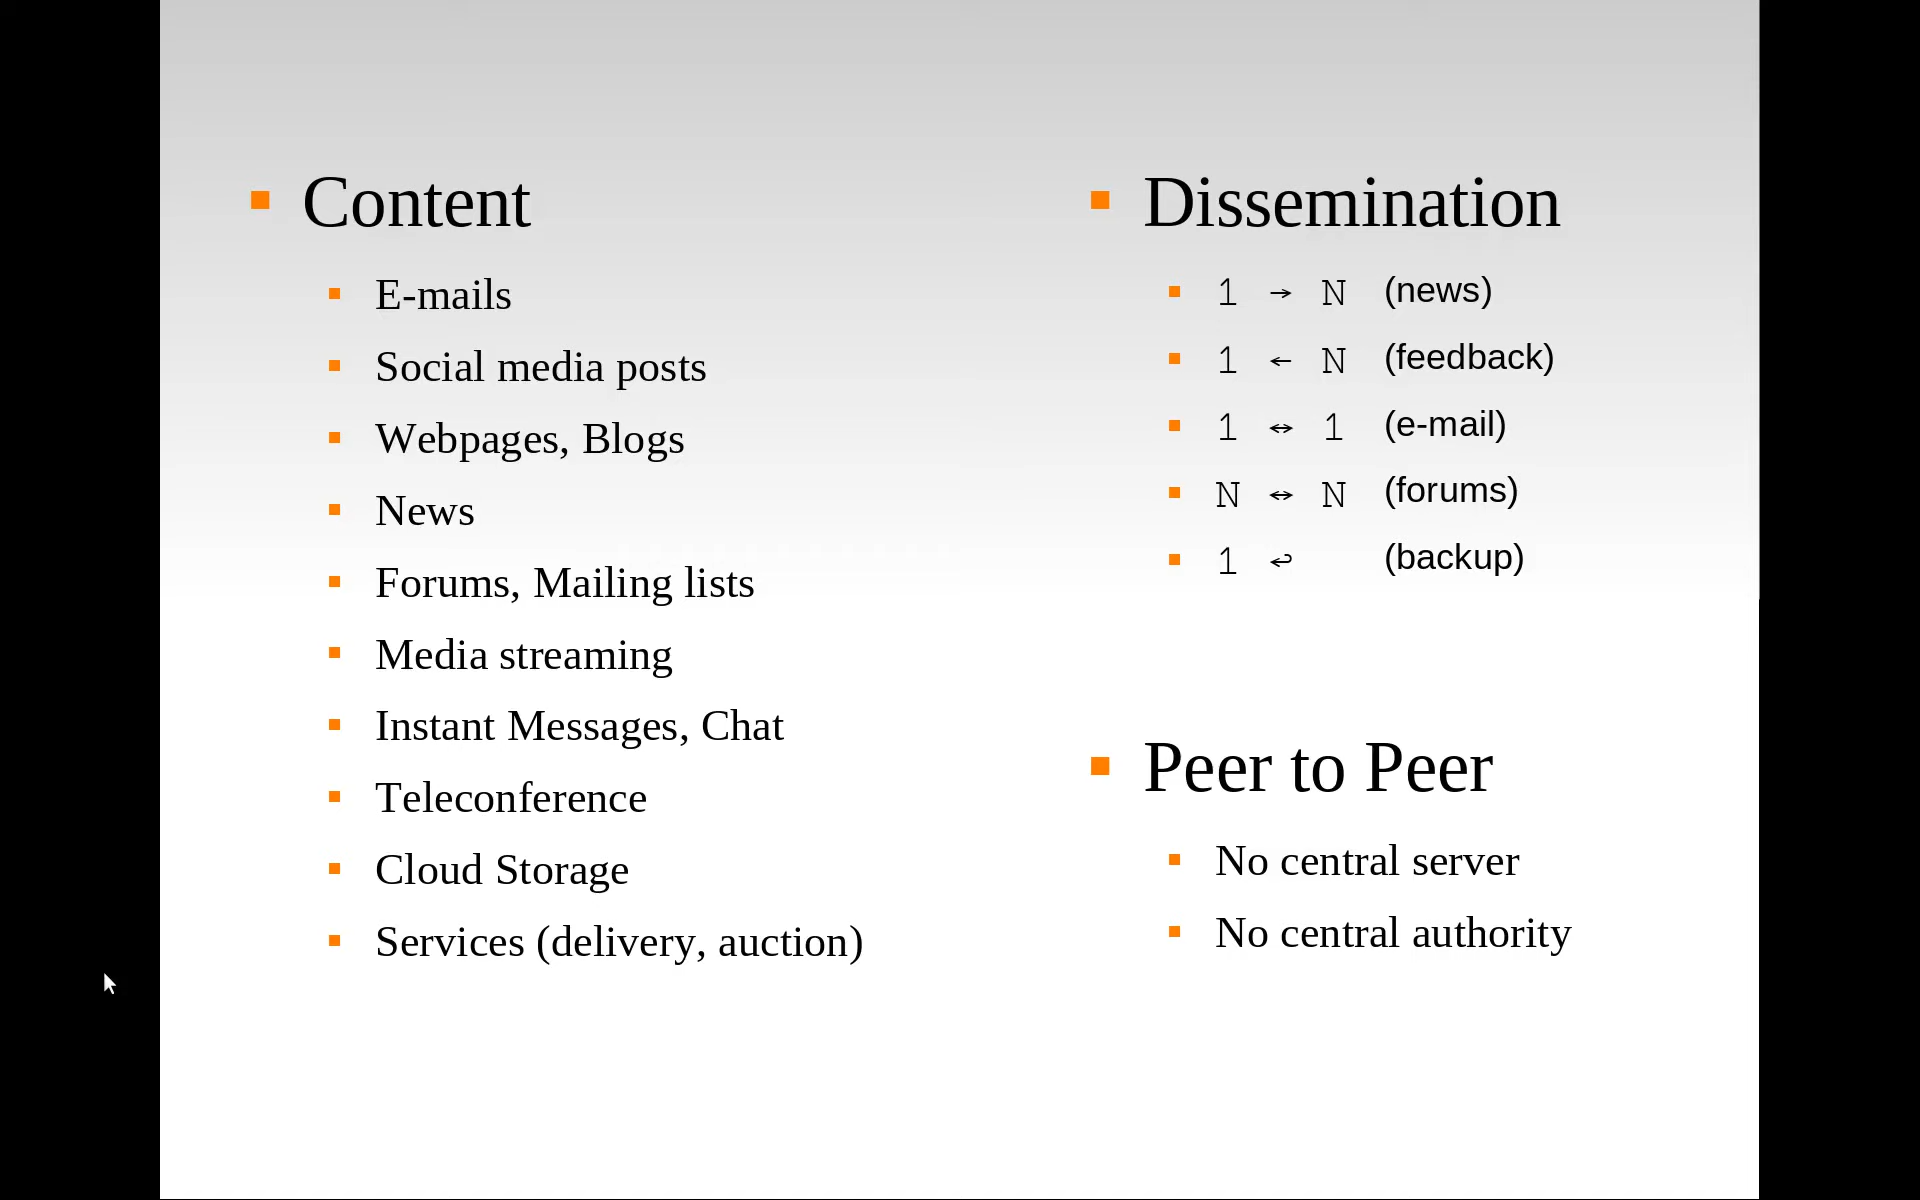 Content
E-mails
Social media posts
Webpages, Blogs
News
Forums, Mailing lists
Media streaming
Instant Messages, Chat
Teleconference
Cloud Storage
Services (delivery, auction)
Dissemination
1 → N (news)
1 ← N (feedback)
1 ↔ 1 (e-mail)
N ↔ N (forums)
1 ↩ (backup)
Peer to Peer
No central server
No central authority